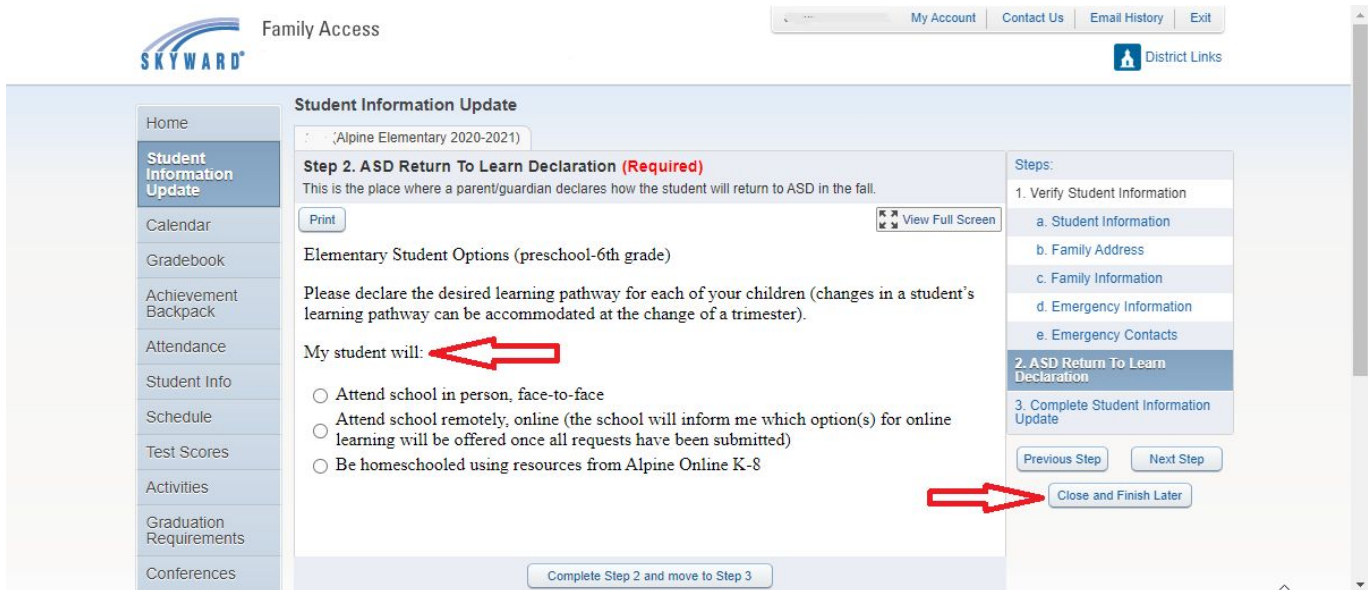 SKYWARD®
Family Access
My Account
Contact Us
Email History
Exit
District Links
Home
Student
Information
Update
Calendar
Gradebook
Achievement
Backpack
Attendance
Student Info
Schedule
Test Scores
Activities
Graduation
Requirements
Conferences
Student Information Update
(Alpine Elementary 2020-2021)
Step 2. ASD Return To Learn Declaration (Required)
This is the place where a parent/guardian declares how the student will return to ASD in the fall.
Print
View Full Screen
Elementary Student Options (preschool-6th grade)
Please declare the desired learning pathway for each of your children (changes in a student’s
learning pathway can be accommodated at the change of a trimester).
My student will:
Attend school in person, face-to-face
Attend school remotely, online (the school will inform me which option(s) for online
learning will be offered once all requests have been submitted)
Be homeschooled using resources from Alpine Online K-8
Complete Step 2 and move to Step 3
Steps:
1. Verify Student Information
a. Student Information
b. Family Address
c. Family Information
d. Emergency Information
e. Emergency Contacts
2. ASD Return To Learn
Declaration
3. Complete Student Information
Update
Previous Step
Next Step
Close and Finish Later